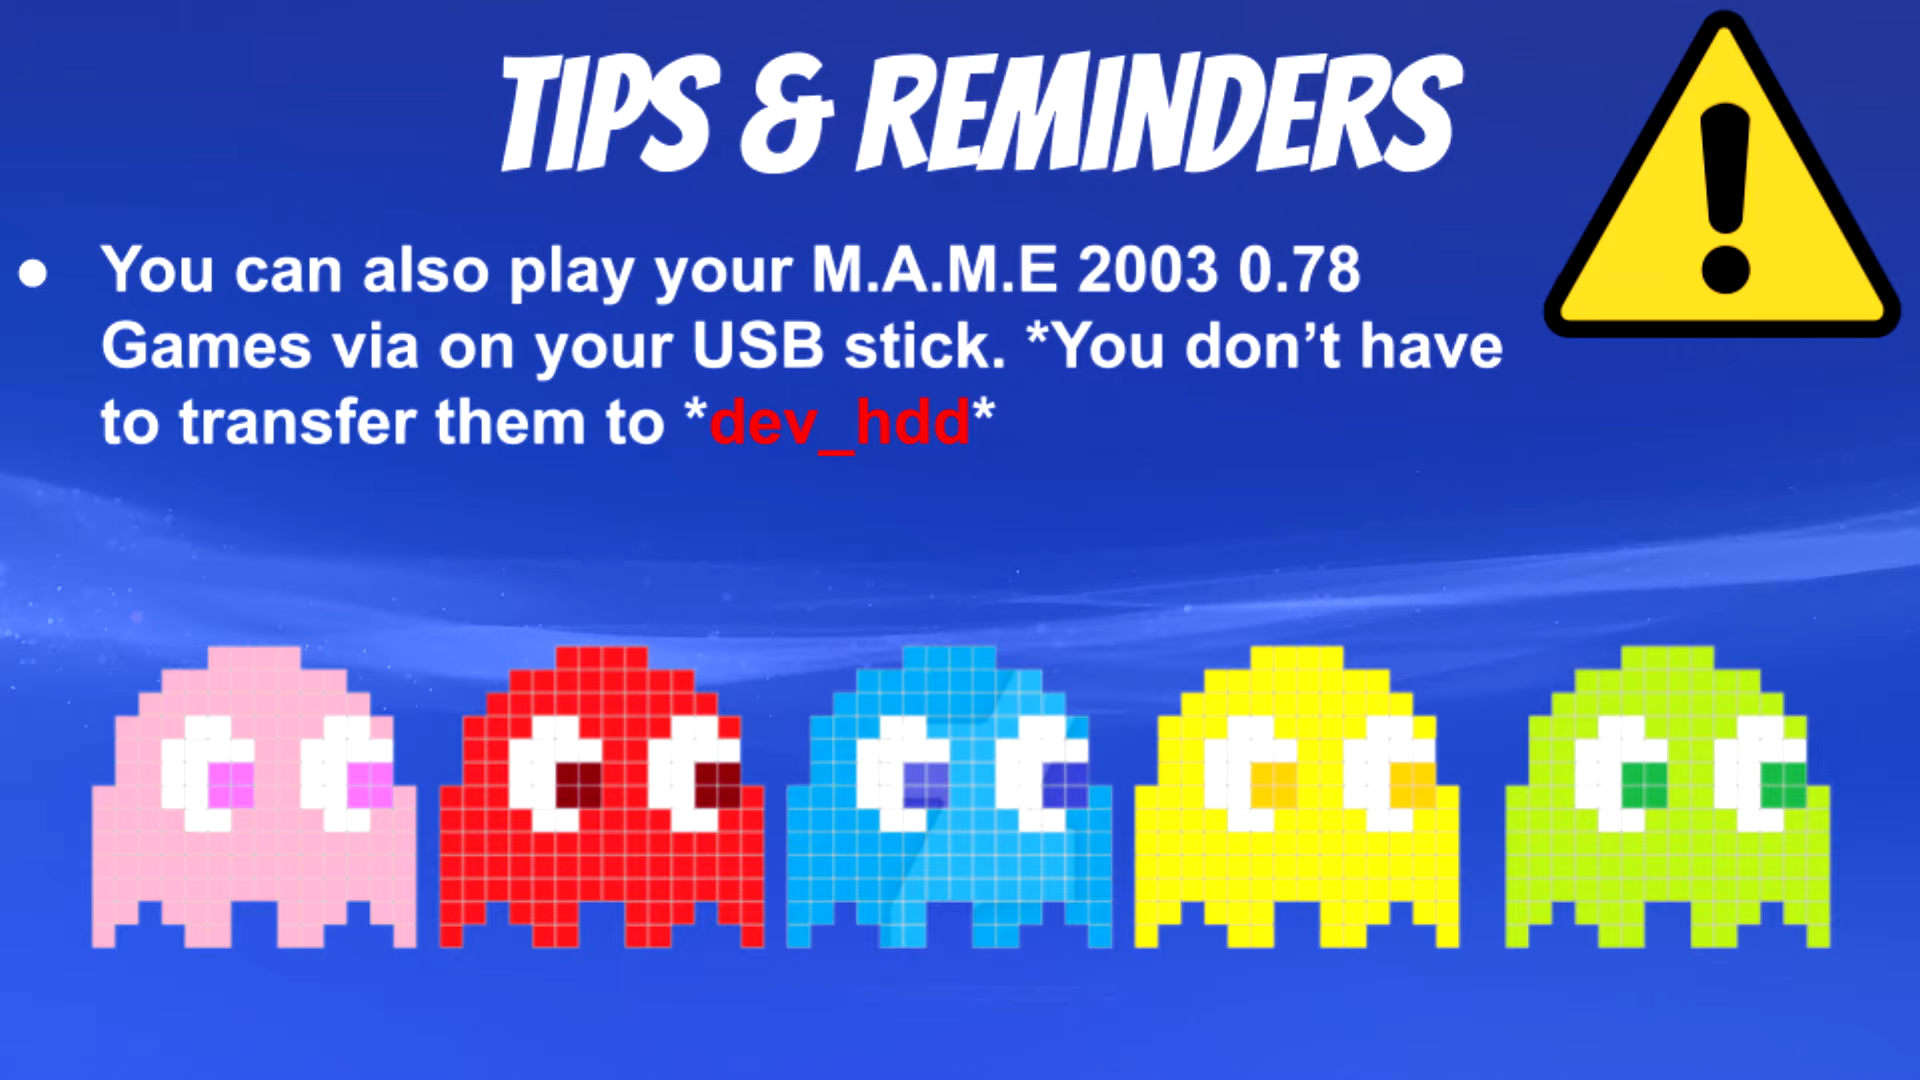 TIPS & REMINDERS
● You can also play your M.A.M.E 2003 0.78
Games via on your USB stick. *You don’t have
to transfer them to *dev_hdd*